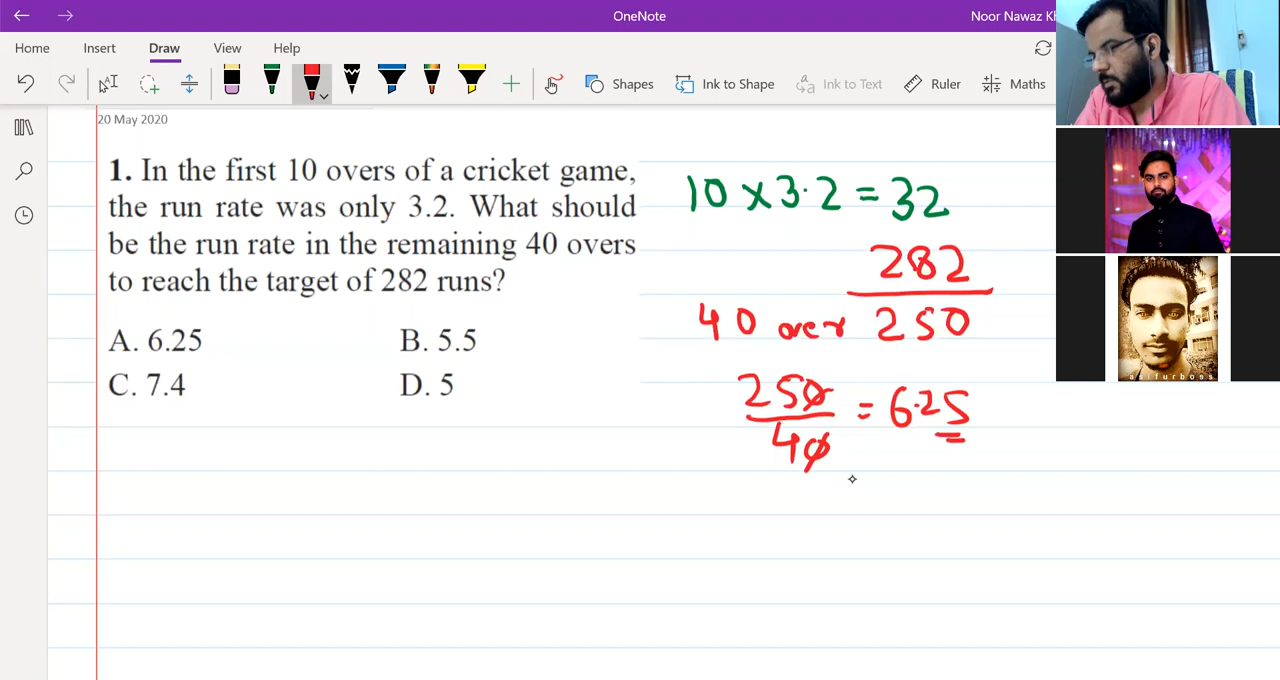 OneNote
Noor Nawaz Kh
Home Insert Draw View Help
Shapes Ink to Shape Ink to Text Ruler Maths
20 May 2020
1. In the first 10 overs of a cricket game,
the run rate was only 3.2. What should
be the run rate in the remaining 40 overs
to reach the target of 282 runs?
A. 6.25 B. 5.5
C. 7.4 D. 5
10 x 3.2 = 32
282
40 over 250
250
= 6.25
40
asifurboss